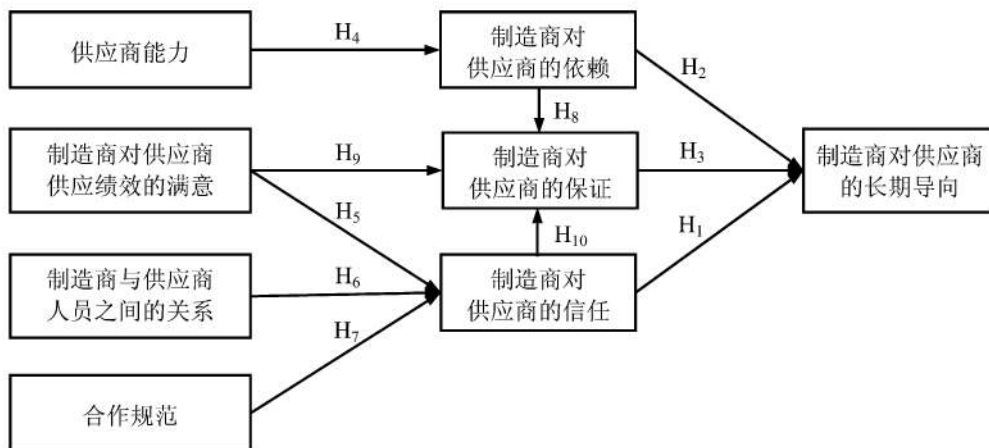 供应商能力
H4
制造商对
供应商的依赖
H2
H8
制造商对供应商
供应绩效的满意
H9
制造商对
供应商的保证
H3
制造商对供应商
的长期导向
H5
H10
H1
制造商与供应商
人员之间的关系
H6
制造商对
供应商的信任
H7
合作规范